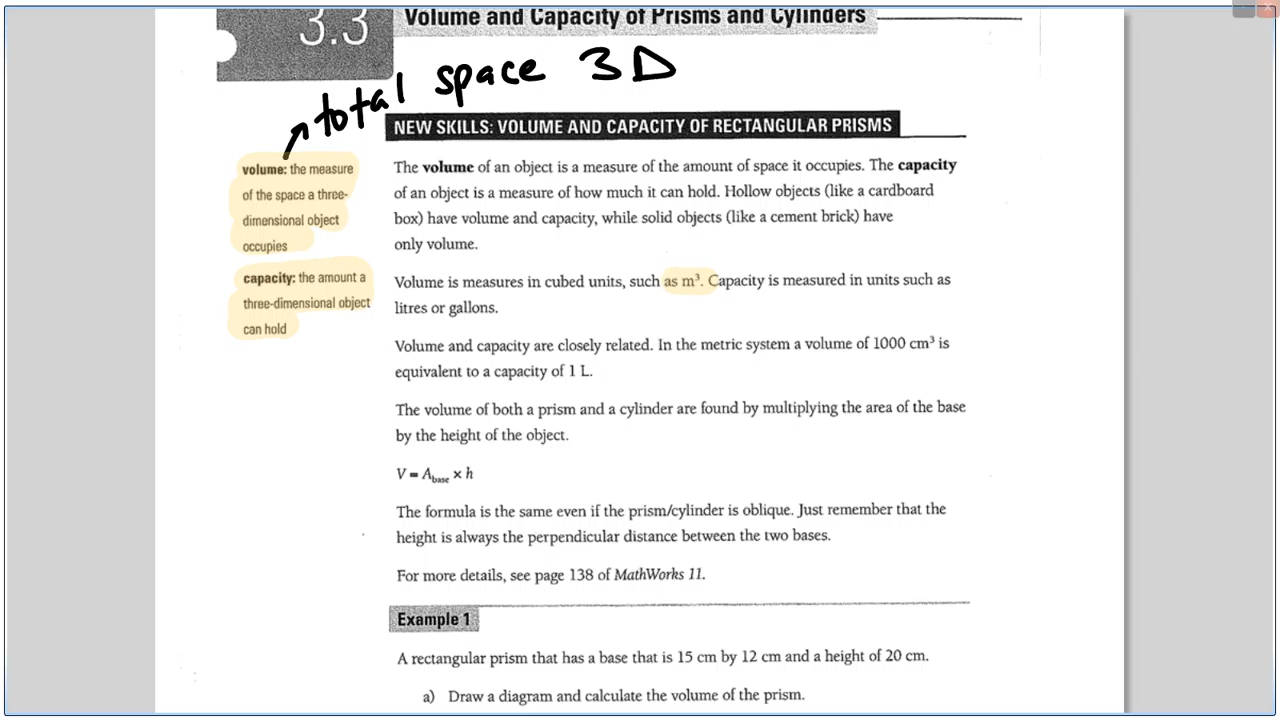 3.3
Volume and Capacity of Prisms and Cylinders
total space 3D
NEW SKILLS: VOLUME AND CAPACITY OF RECTANGULAR PRISMS
volume: the measure
of the space a three-
dimensional object
occupies
capacity: the amount a
three-dimensional object
can hold
The volume of an object is a measure of the amount of space it occupies. The capacity
of an object is a measure of how much it can hold. Hollow objects (like a cardboard
box) have volume and capacity, while solid objects (like a cement brick) have
only volume.
Volume is measures in cubed units, such as m³. Capacity is measured in units such as
litres or gallons.
Volume and capacity are closely related. In the metric system a volume of 1000 cm³ is
equivalent to a capacity of 1 L.
The volume of both a prism and a cylinder are found by multiplying the area of the base
by the height of the object.
V = A_base × h
The formula is the same even if the prism/cylinder is oblique. Just remember that the
height is always the perpendicular distance between the two bases.
For more details, see page 138 of MathWorks 11.
Example 1
A rectangular prism that has a base that is 15 cm by 12 cm and a height of 20 cm.
a) Draw a diagram and calculate the volume of the prism.